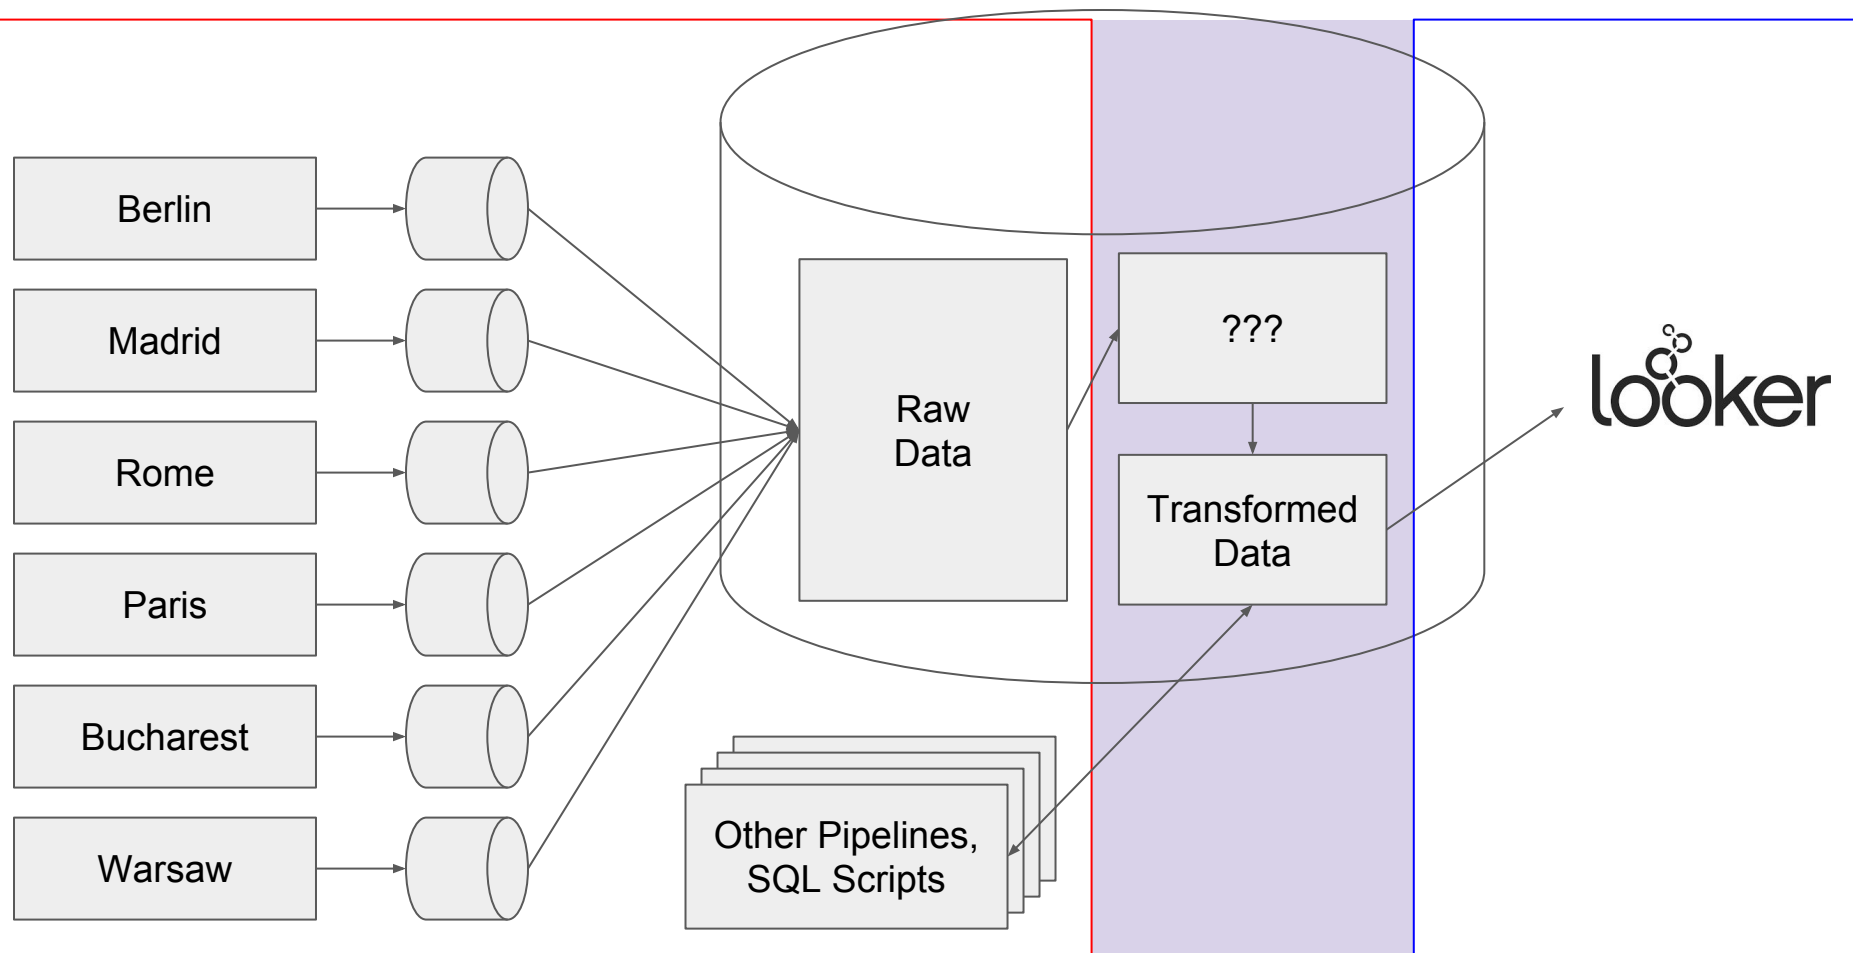 Berlin
Madrid
Rome
Paris
Bucharest
Warsaw
Raw
Data
???
Transformed
Data
Other Pipelines,
SQL Scripts
looker